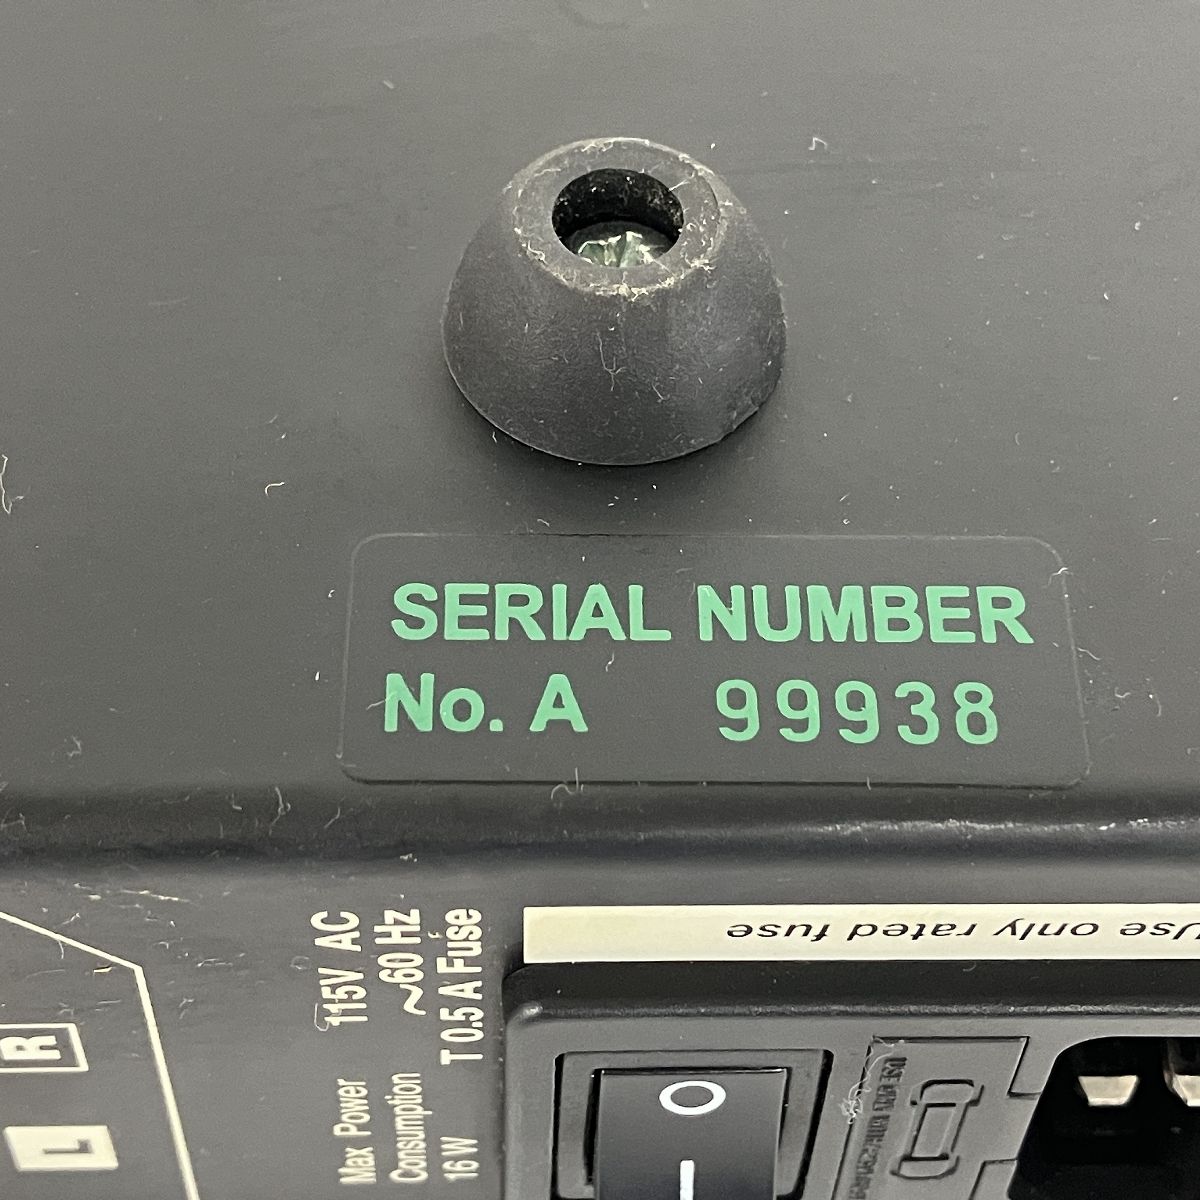 SERIAL NUMBER
No. A 99938
Use only rated fuse
115V AC
~60 Hz
T 0.5 A Fuse
Max Power
Consumption
16 W
R
L